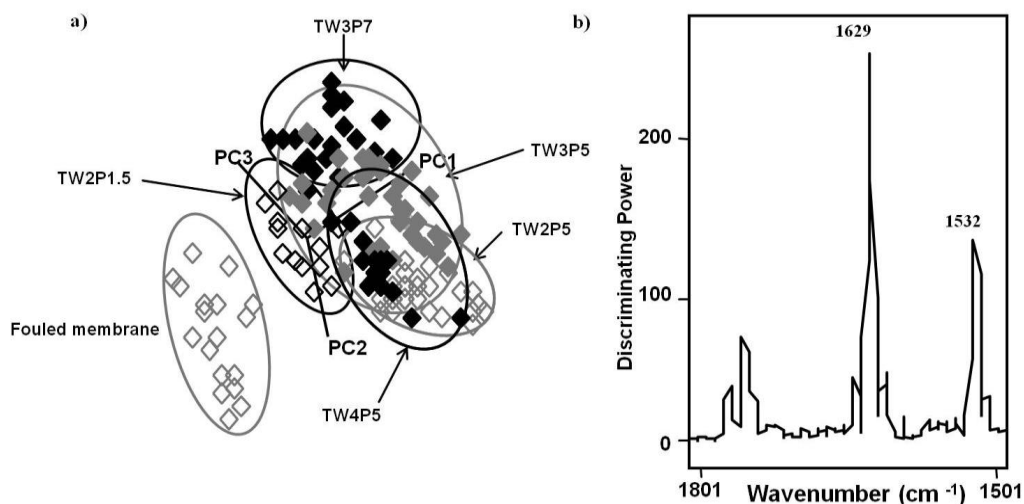 a)
TW3P7
PC3
PC1
TW3P5
TW2P1.5
TW2P5
Fouled membrane
PC2
TW4P5
b)
1629
1532
200
100
0
Discriminating Power
1801
1501
Wavenumber (cm -1)